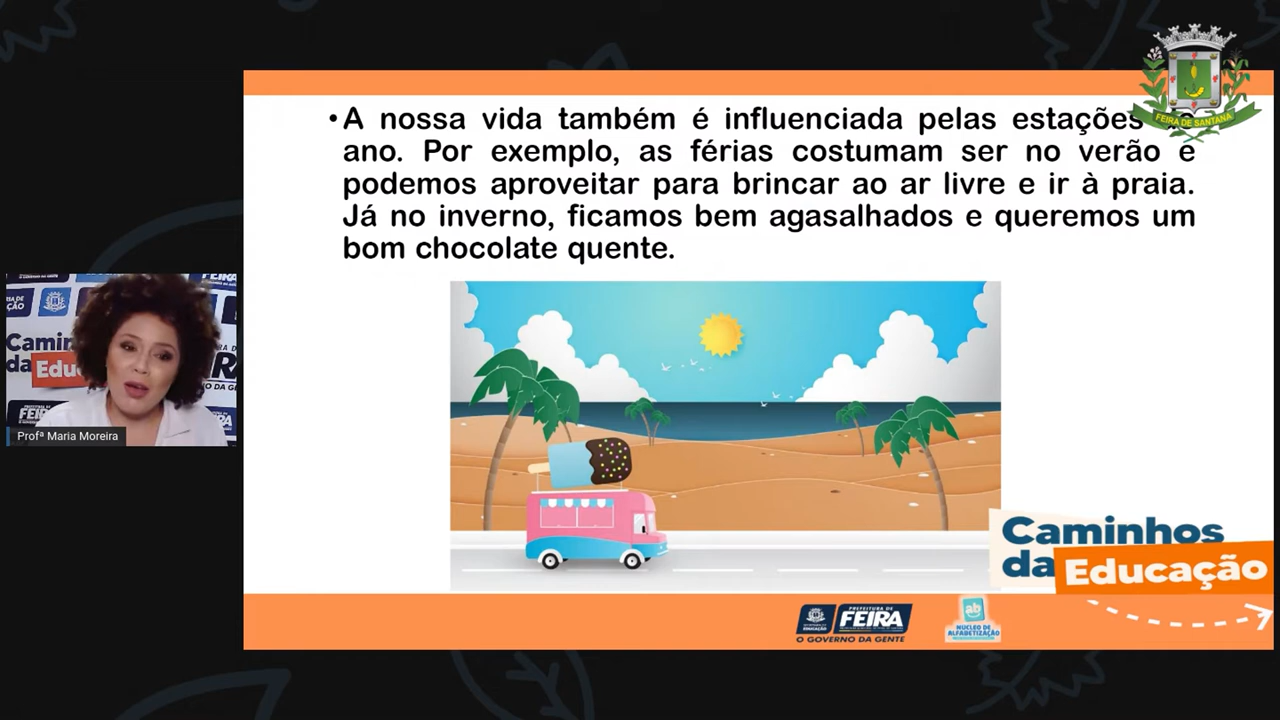 FEIRA DE SANTANA
•A nossa vida também é influenciada pelas estações
ano. Por exemplo, as férias costumam ser no verão e
podemos aproveitar para brincar ao ar livre e ir à praia.
Já no inverno, ficamos bem agasalhados e queremos um
bom chocolate quente.
Profª Maria Moreira
Caminhos
da Educação
PREFEITURA DE
FEIRA
EDUCAÇÃO
O GOVERNO DA GENTE
ab
NÚCLEO DE
ALFABETIZAÇÃO